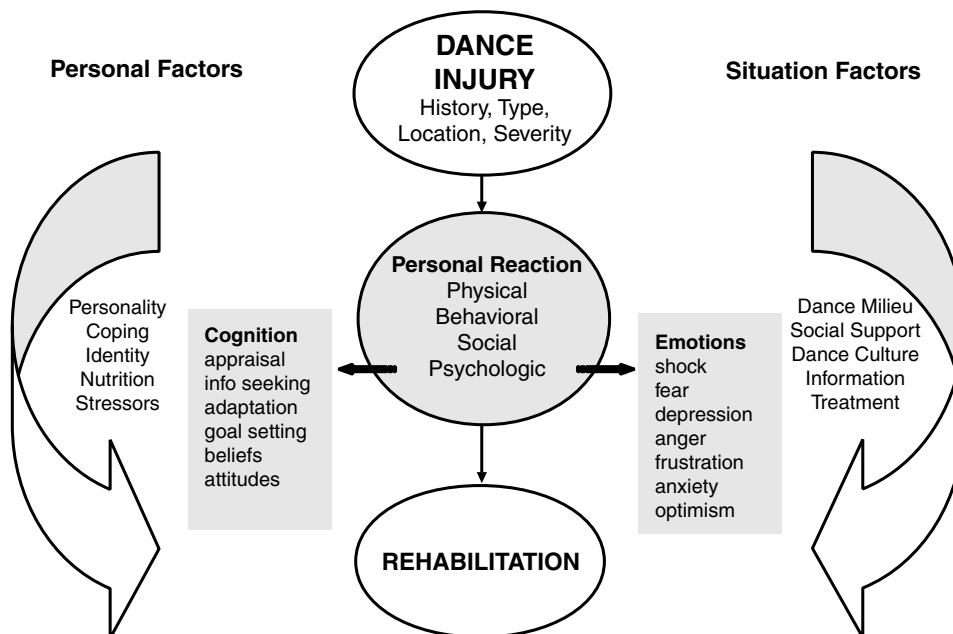 Personal Factors
DANCE
INJURY
History, Type,
Location, Severity
Situation Factors
Personal Reaction
Physical
Behavioral
Social
Psychologic
Personality
Coping
Identity
Nutrition
Stressors
Cognition
appraisal
info seeking
adaptation
goal setting
beliefs
attitudes
Emotions
shock
fear
depression
anger
frustration
anxiety
optimism
Dance Milieu
Social Support
Dance Culture
Information
Treatment
REHABILITATION